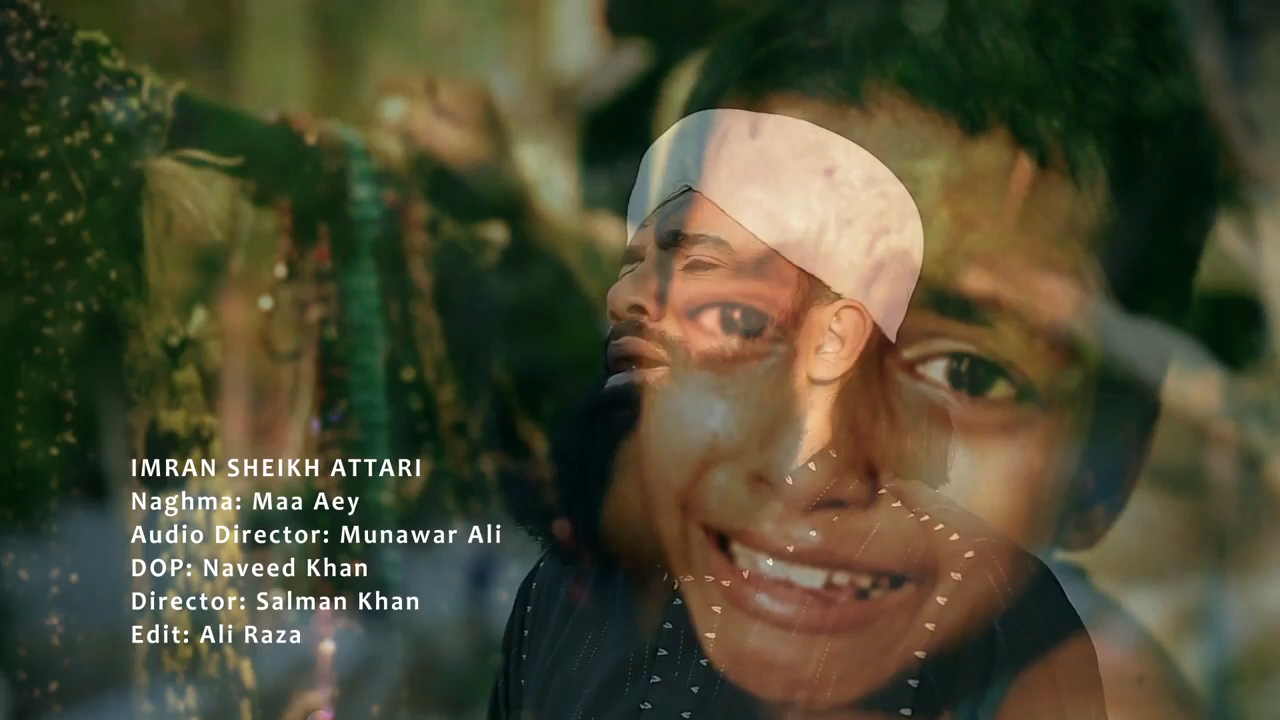 IMRAN SHEIKH ATTARI
Naghma: Maa Aey
Audio Director: Munawar Ali
DOP: Naveed Khan
Director: Salman Khan
Edit: Ali Raza